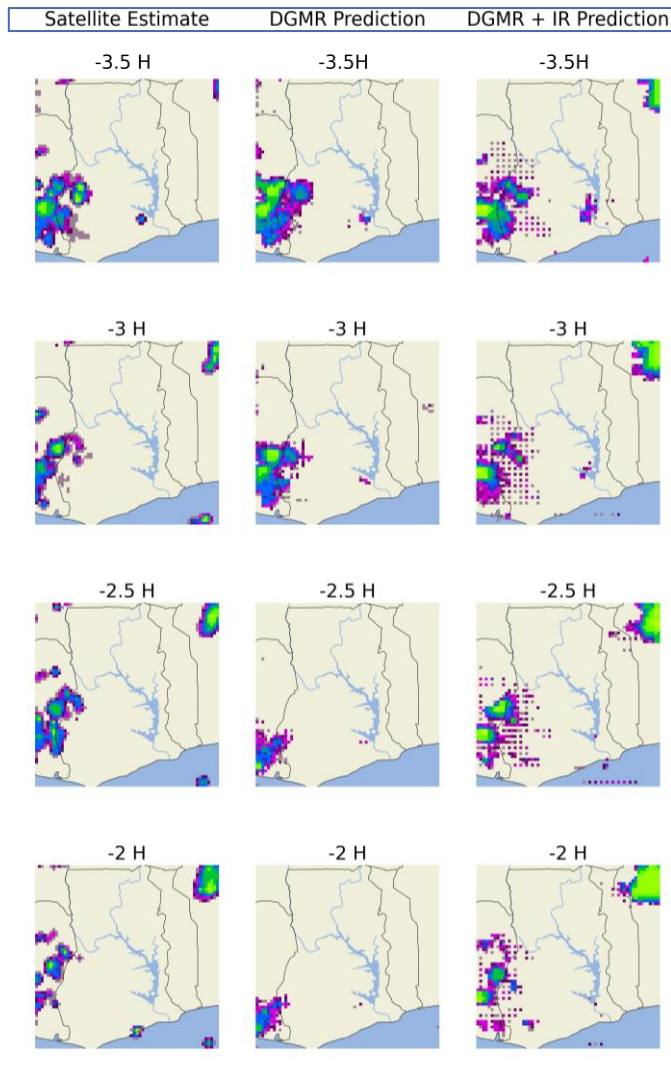 Satellite Estimate DGMR Prediction DGMR + IR Prediction
-3.5 H -3.5H -3.5H
-3 H -3 H -3 H
-2.5 H -2.5 H -2.5 H
-2 H -2 H -2 H